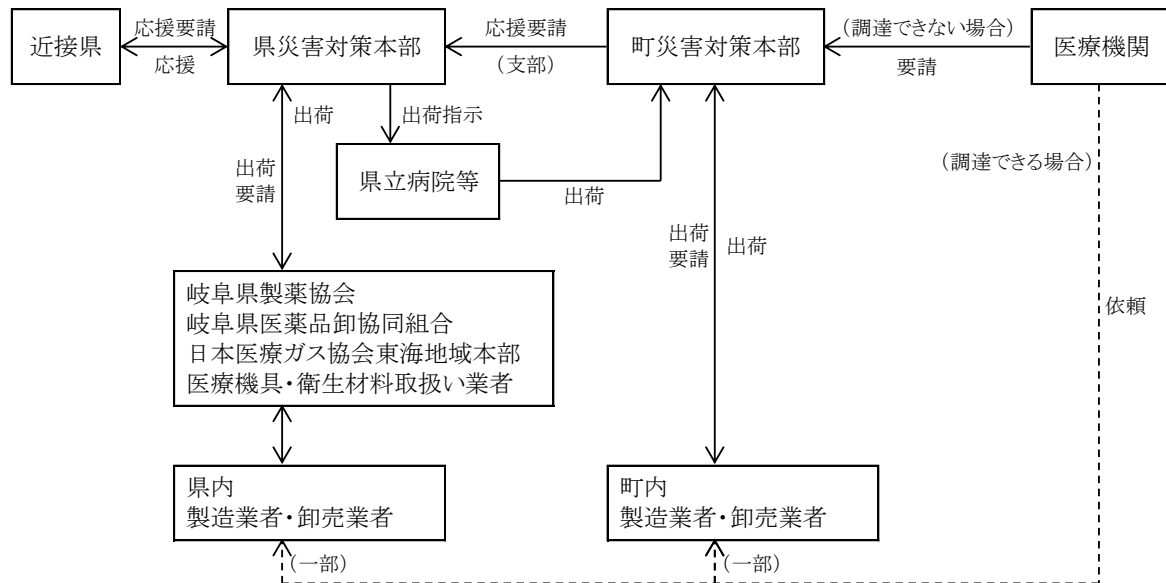 近接県
応援要請
応援
県災害対策本部
応援要請
(支部)
町災害対策本部
(調達できない場合)
要請
医療機関
出荷
出荷指示
出荷
要請
県立病院等
出荷
(調達できる場合)
出荷
要請
出荷
岐阜県製薬協会
岐阜県医薬品卸協同組合
日本医療ガス協会東海地域本部
医療機具・衛生材料取扱い業者
依頼
県内
製造業者・卸売業者
町内
製造業者・卸売業者
(一部)
(一部)